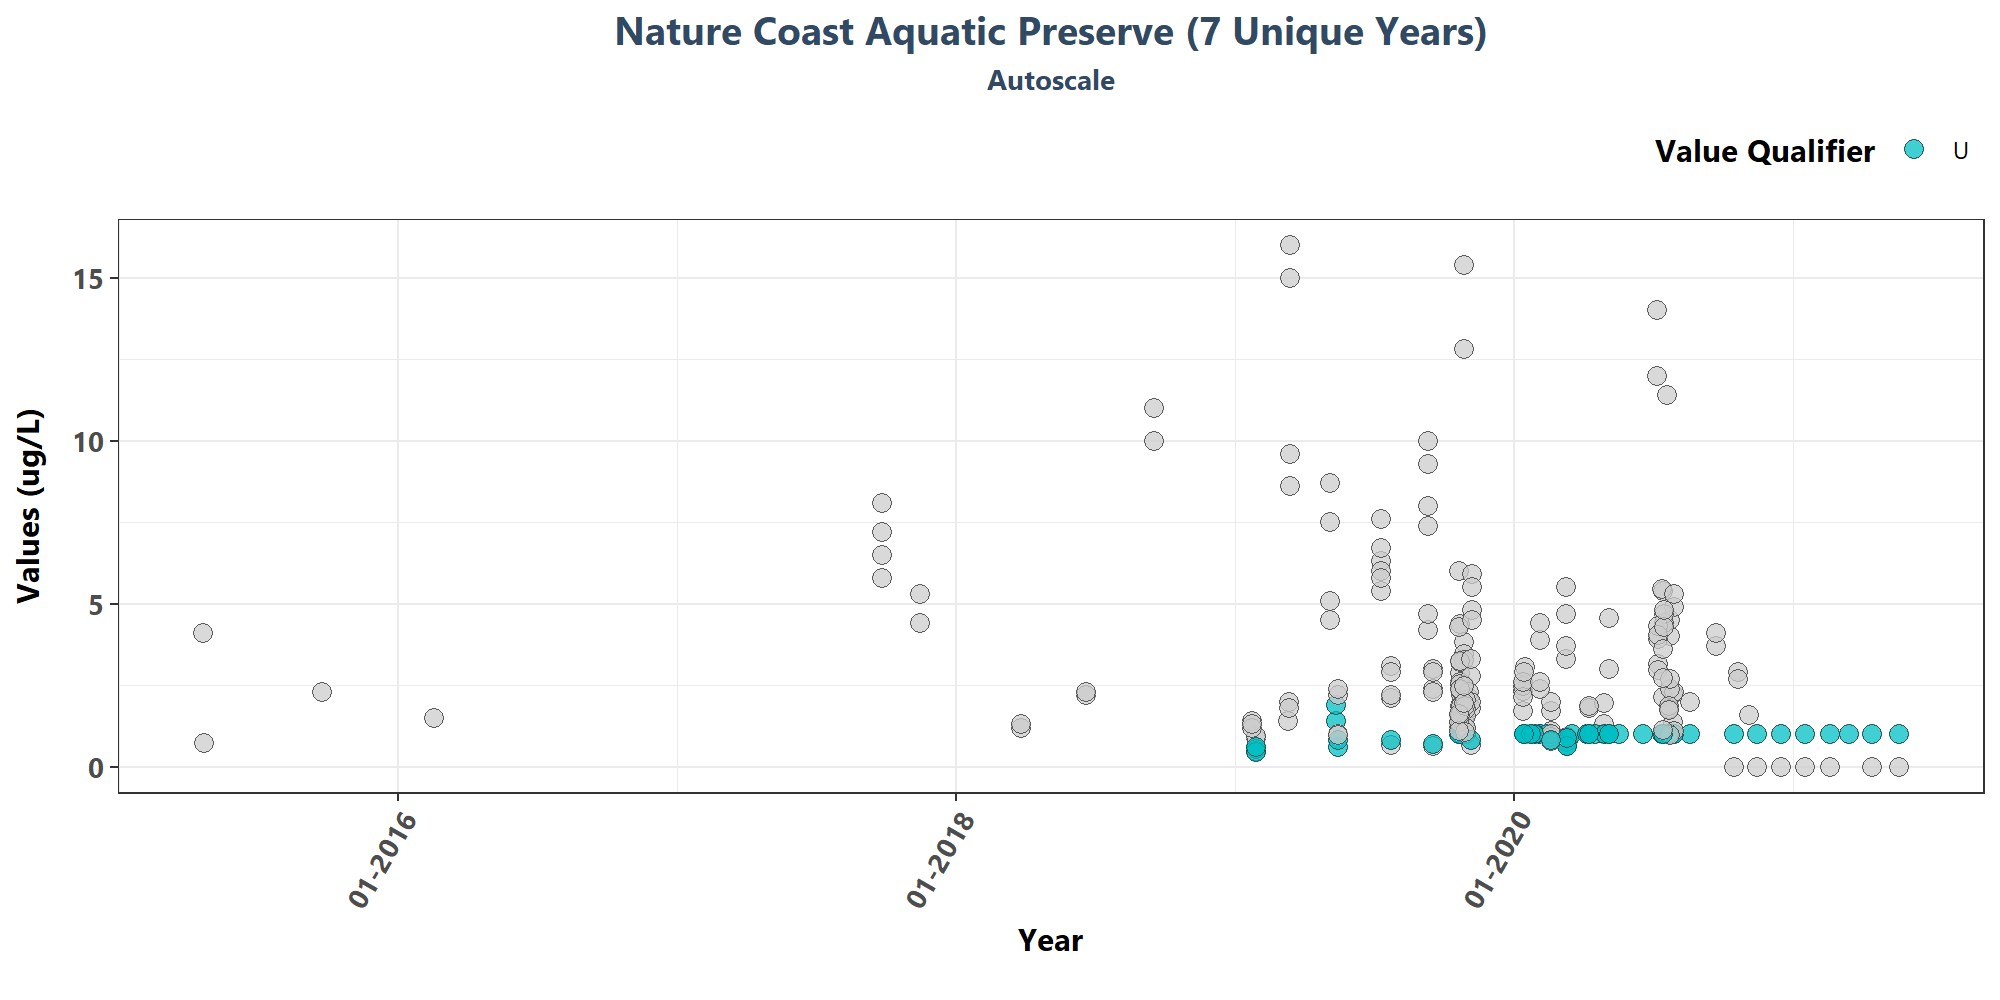 Nature Coast Aquatic Preserve (7 Unique Years)
Autoscale
Value Qualifier U
15
10
5
0
Values (ug/L)
01-2016
01-2018
01-2020
Year